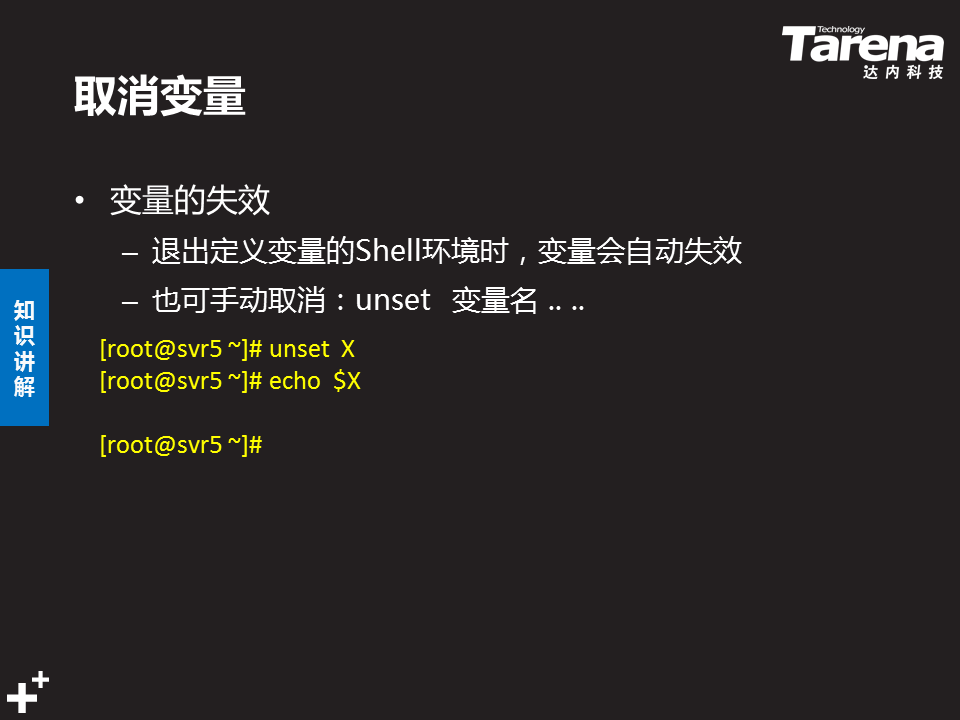 Technology
Tarena
达内科技
取消变量
• 变量的失效
– 退出定义变量的Shell环境时，变量会自动失效
– 也可手动取消：unset 变量名 .. ..
知识讲解
[root@svr5 ~]# unset X
[root@svr5 ~]# echo $X
[root@svr5 ~]#